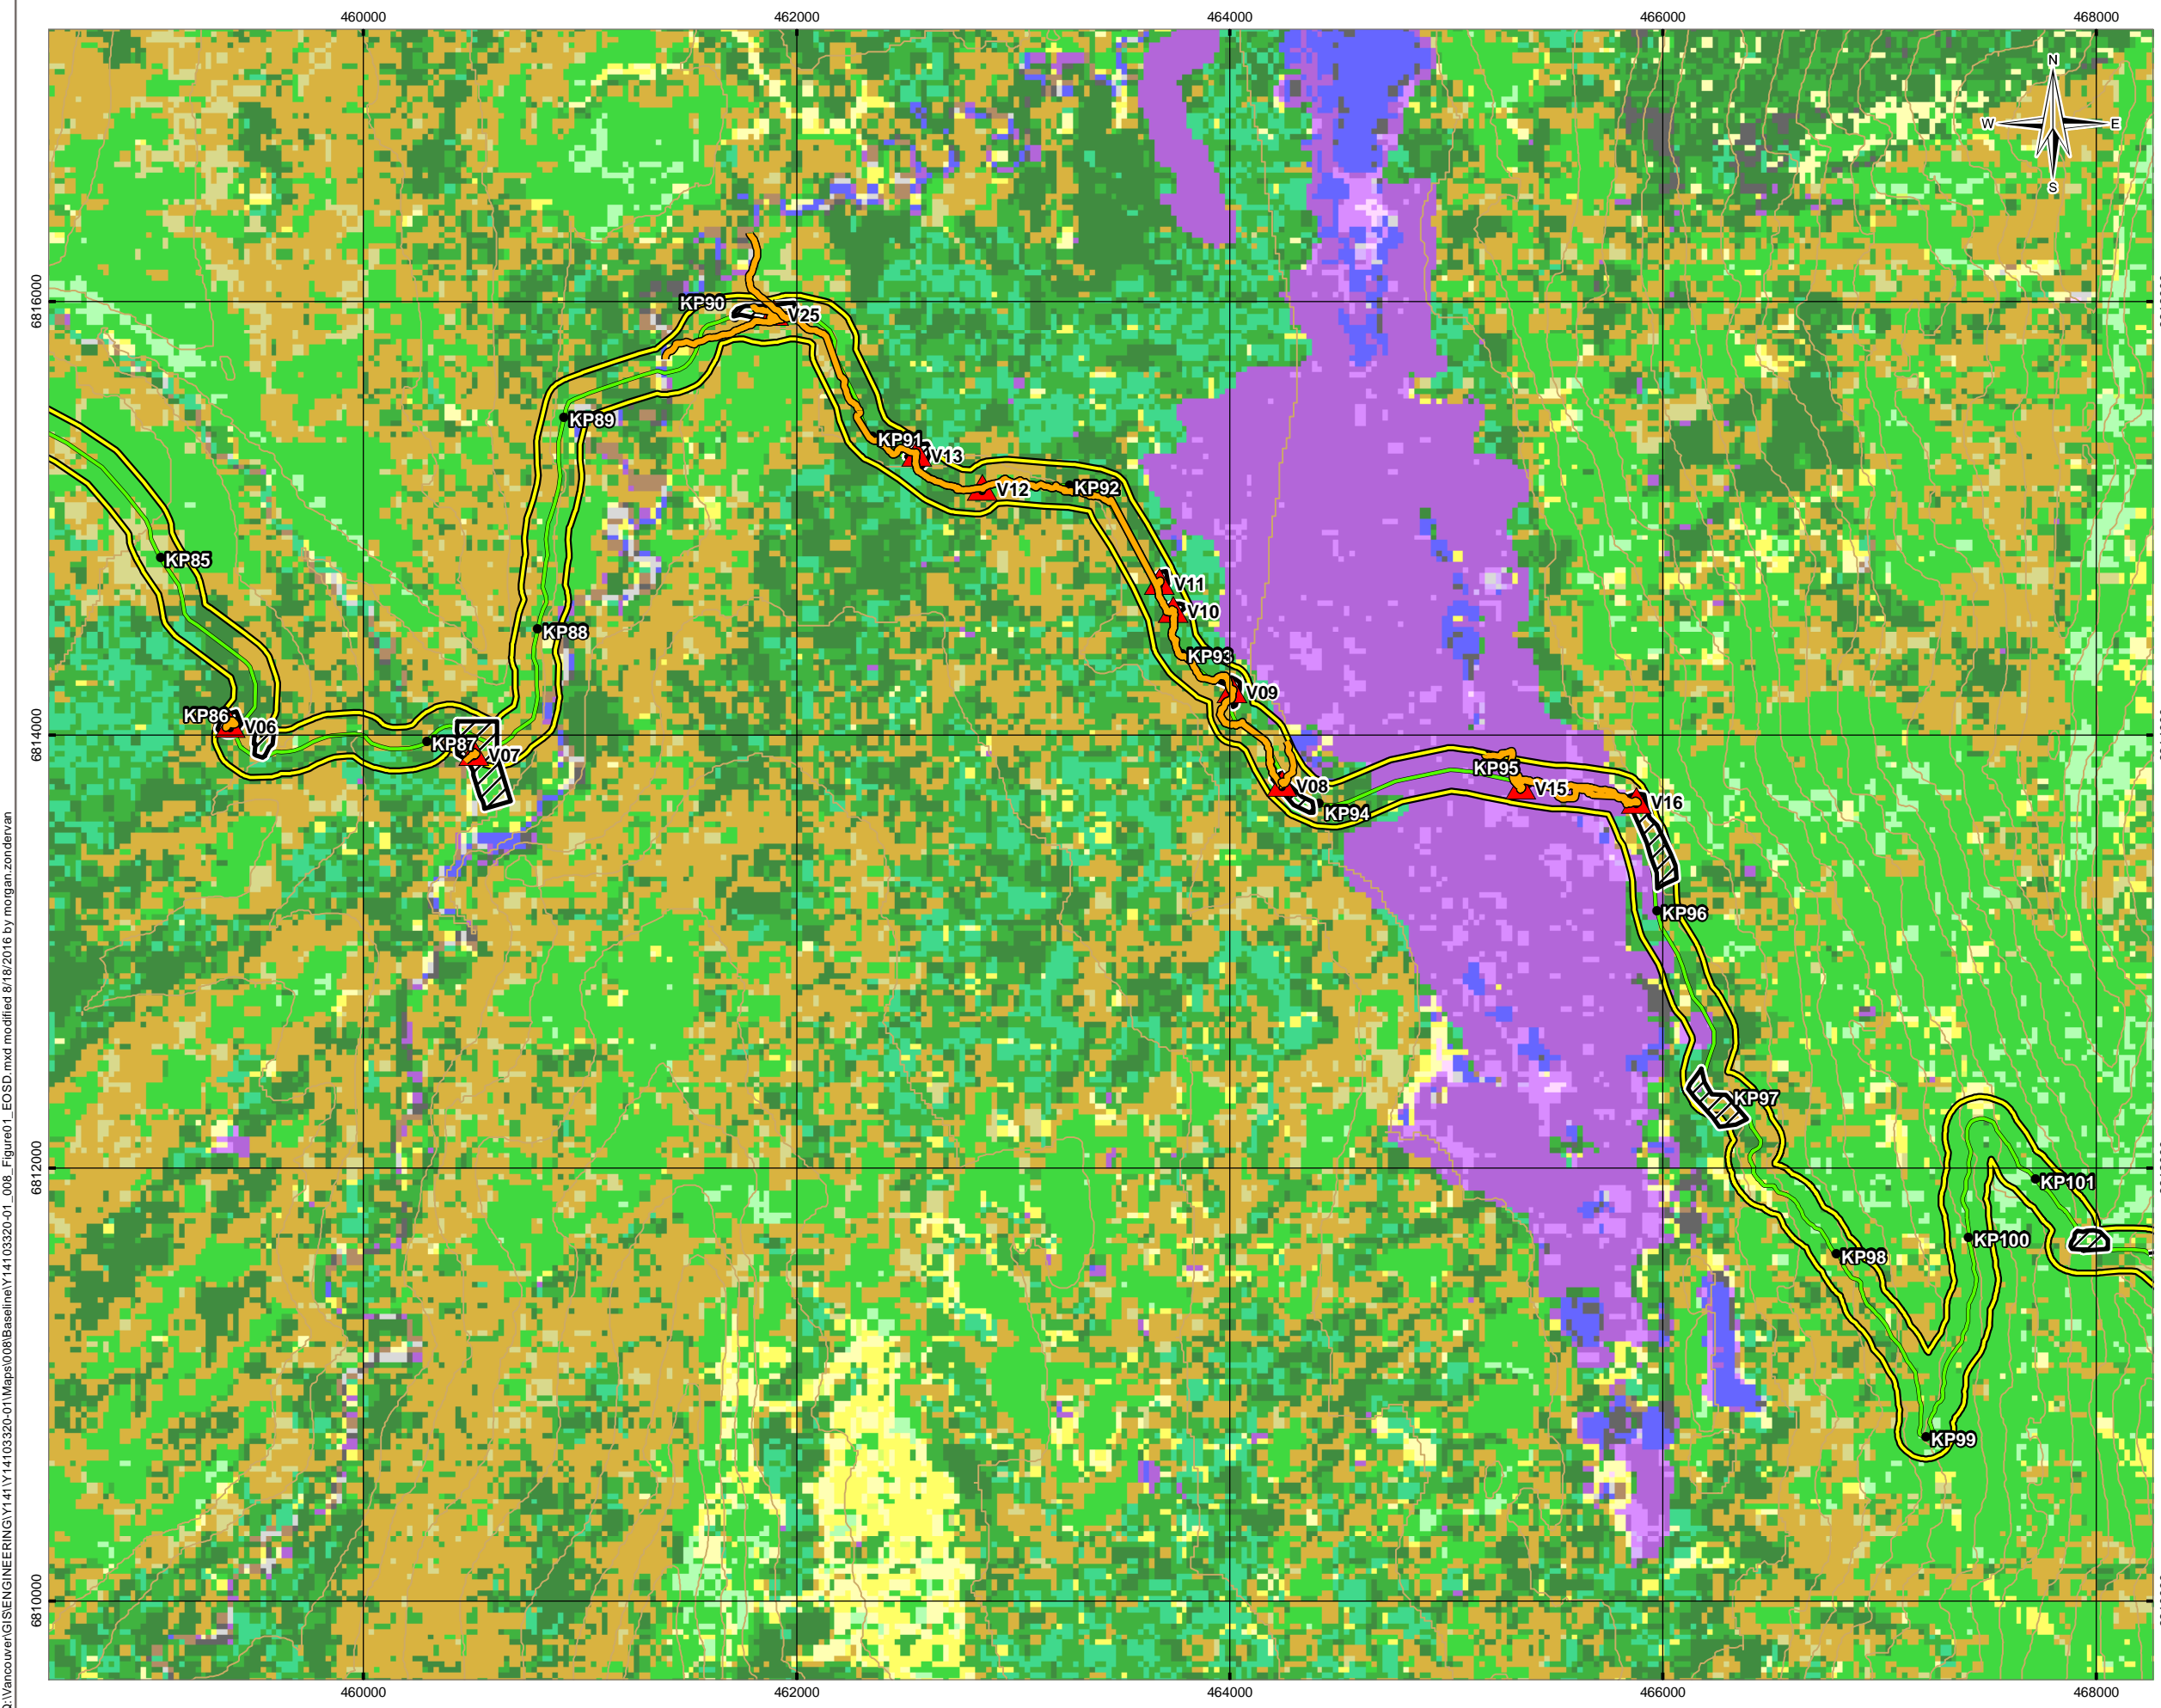 460000
462000
464000
466000
468000
N
W
E
S
6816000
KP90
V25
KP89
KP91
V13
V12
KP92
KP85
V11
V10
KP88
KP93
V09
6814000
KP86
V06
KP87
V07
KP95
V15
V16
V08
KP94
KP96
KP97
6812000
KP101
KP100
KP98
KP99
6810000
460000
462000
464000
466000
468000
Q:\Vancouver\GIS\ENGINEERING\Y141\Y14103320-01\Maps\008\Baseline\Y14103320-01_008_Figure01_EOSD.mxd modified 8/18/2016 by morgan.zondervan